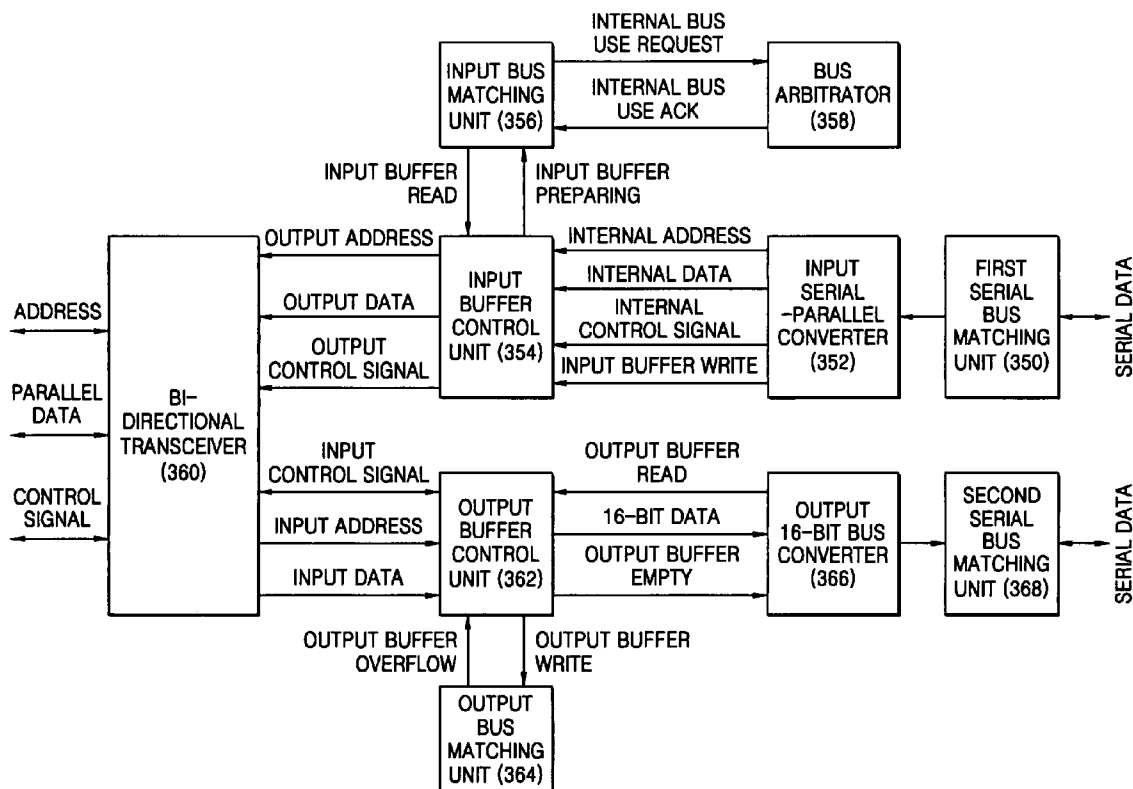 INTERNAL BUS
USE REQUEST
INPUT BUS
MATCHING
UNIT (356)
INTERNAL BUS
USE ACK
BUS
ARBITRATOR
(358)
INPUT BUFFER
READ
INPUT BUFFER
PREPARING
ADDRESS
PARALLEL
DATA
CONTROL
SIGNAL
BI-
DIRECTIONAL
TRANSCEIVER
(360)
OUTPUT ADDRESS
OUTPUT DATA
OUTPUT
CONTROL SIGNAL
INPUT
BUFFER
CONTROL
UNIT (354)
INTERNAL ADDRESS
INTERNAL DATA
INTERNAL
CONTROL SIGNAL
INPUT BUFFER WRITE
INPUT
SERIAL
-PARALLEL
CONVERTER
(352)
FIRST
SERIAL
BUS
MATCHING
UNIT (350)
SERIAL DATA
INPUT
CONTROL SIGNAL
INPUT ADDRESS
INPUT DATA
OUTPUT
BUFFER
CONTROL
UNIT (362)
OUTPUT BUFFER
READ
16-BIT DATA
OUTPUT BUFFER
EMPTY
OUTPUT
16-BIT BUS
CONVERTER
(366)
SECOND
SERIAL
BUS
MATCHING
UNIT (368)
SERIAL DATA
OUTPUT BUFFER
OVERFLOW
OUTPUT BUFFER
WRITE
OUTPUT
BUS
MATCHING
UNIT (364)